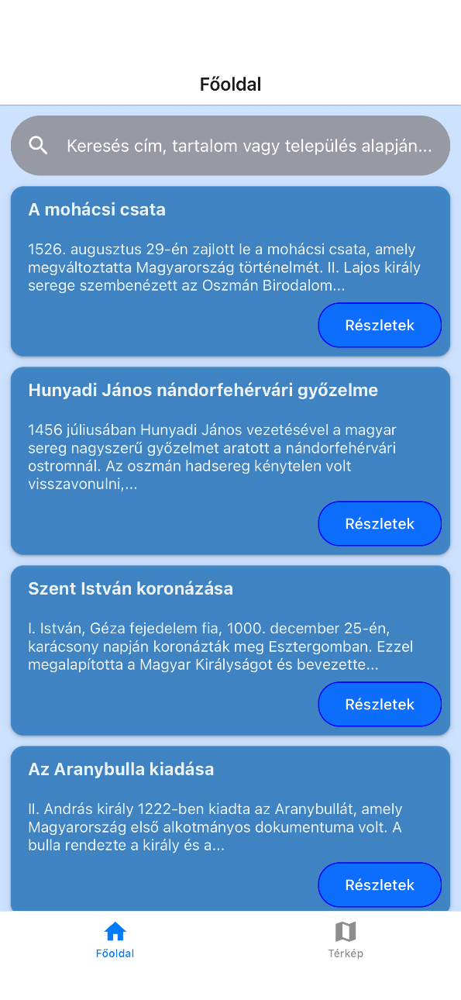 Főoldal
Keresés cím, tartalom vagy település alapján...
A mohácsi csata
1526. augusztus 29-én zajlott le a mohácsi csata, amely
megváltoztatta Magyarország történelmét. II. Lajos király
serege szembenézett az Oszmán Birodalom...
Részletek
Hunyadi János nándorfehérvári győzelme
1456 júliusában Hunyadi János vezetésével a magyar
sereg nagyszerű győzelmet aratott a nándorfehérvári
ostromnál. Az oszmán hadsereg kénytelen volt
visszavonulni,...
Részletek
Szent István koronázása
I. István, Géza fejedelem fia, 1000. december 25-én,
karácsony napján koronázták meg Esztergomban. Ezzel
megalapította a Magyar Királyságot és bevezette...
Részletek
Az Aranybulla kiadása
II. András király 1222-ben kiadta az Aranybullát, amely
Magyarország első alkotmányos dokumentuma volt. A
bulla rendezte a király és a...
Részletek
Főoldal
Térkép